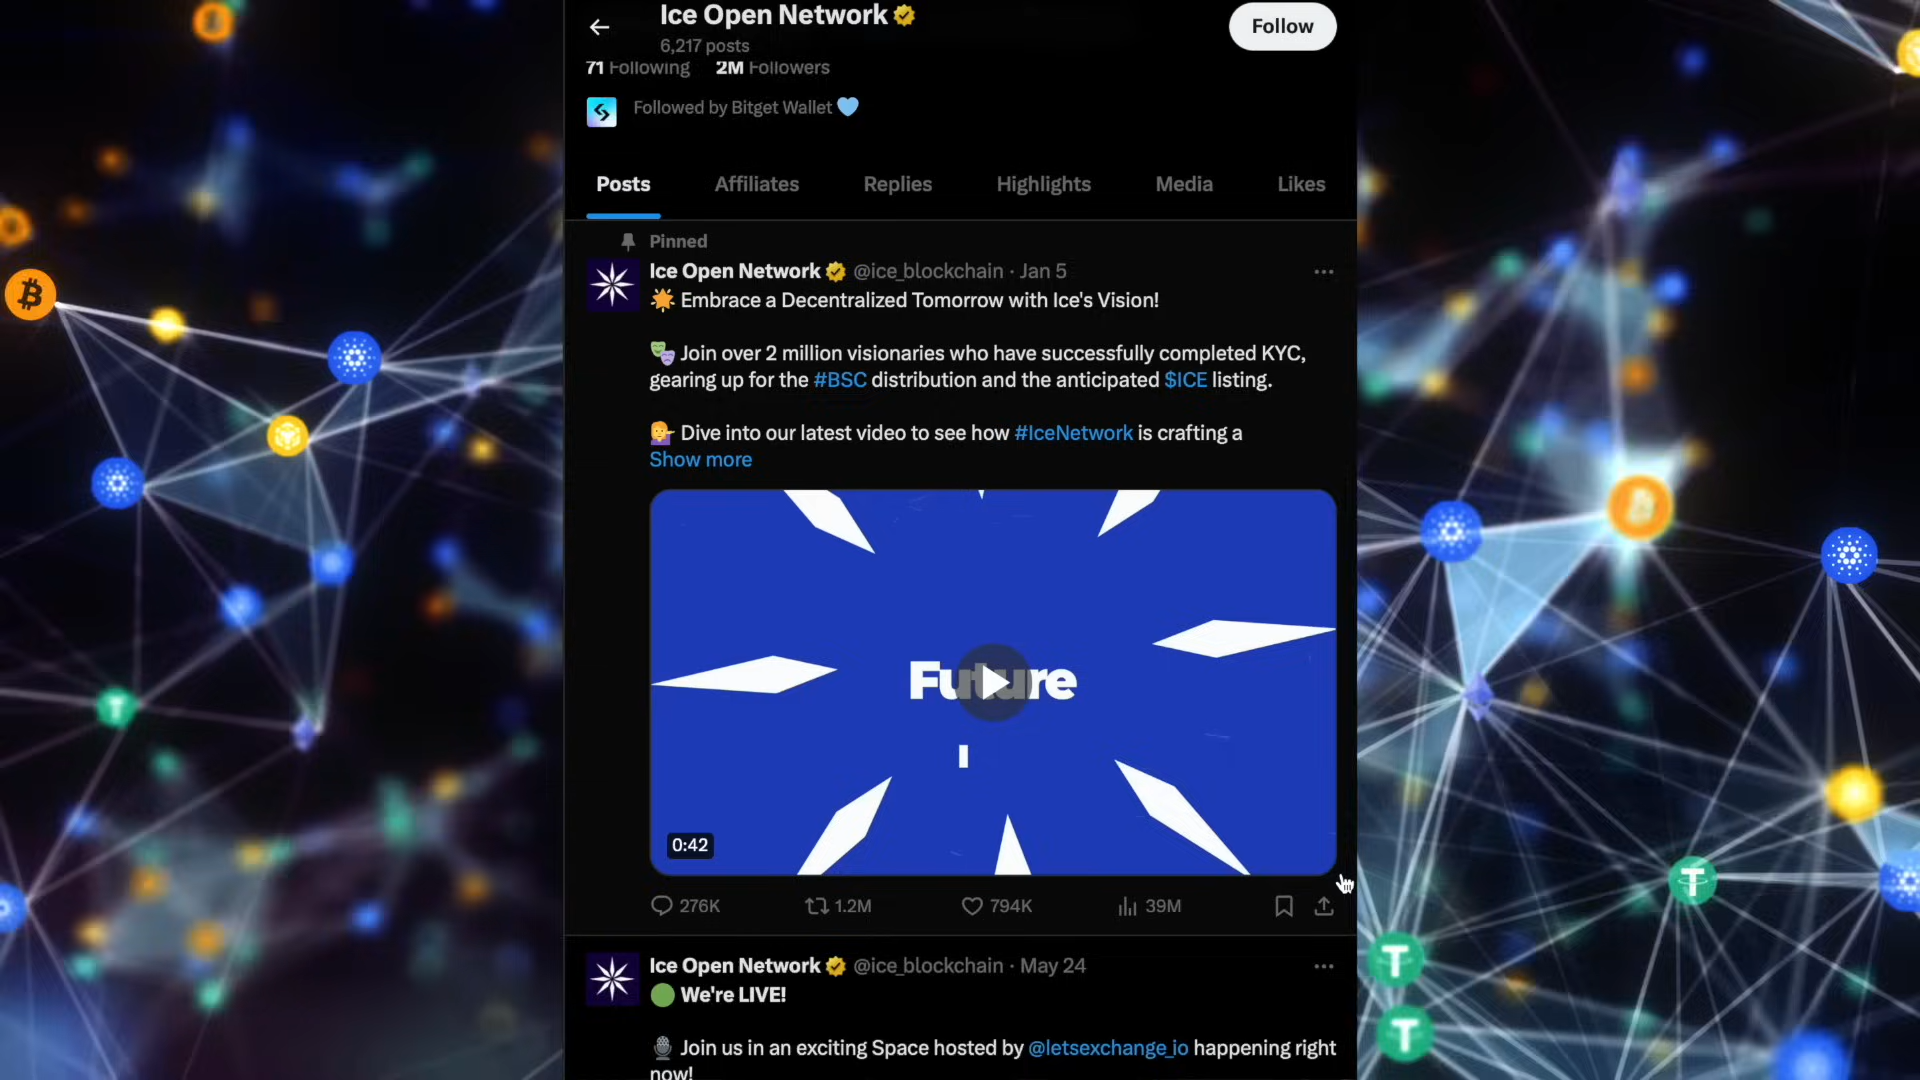 Ice Open Network
6,217 posts
Follow
71 Following 2M Followers
Followed by Bitget Wallet 🩵
Posts Affiliates Replies Highlights Media Likes
Pinned
Ice Open Network @ice_blockchain · Jan 5
🌟 Embrace a Decentralized Tomorrow with Ice's Vision!
🎭 Join over 2 million visionaries who have successfully completed KYC,
gearing up for the #BSC distribution and the anticipated $ICE listing.
💁‍♀️ Dive into our latest video to see how #IceNetwork is crafting a
Show more
Future
I
0:42
276K 1.2M 794K 39M
Ice Open Network @ice_blockchain · May 24
🟢 We're LIVE!
🎙️ Join us in an exciting Space hosted by @letsexchange_io happening right
now!